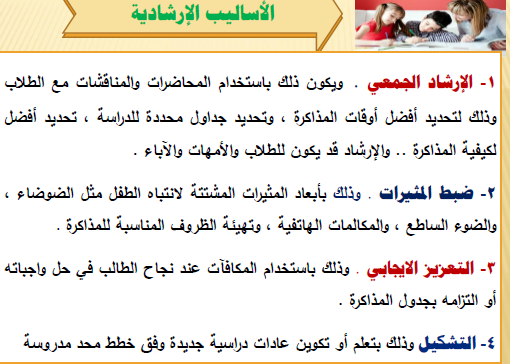 الأساليب الإرشادية
١- الإرشاد الجمعي . ويكون ذلك باستخدام المحاضرات والمناقشات مع الطلاب
وذلك لتحديد أفضل أوقات المذاكرة ، وتحديد جداول محددة للدراسة ، تحديد أفضل
لكيفية المذاكرة .. والإرشاد قد يكون للطلاب والأمهات والآباء .
٢- ضبط المثيرات . وذلك بأبعاد المثيرات المشتتة لانتباه الطفل مثل الضوضاء ،
والضوء الساطع ، والمكالمات الهاتفية ، وتهيئة الظروف المناسبة للمذاكرة .
٣- التعزيز الايجابي . وذلك باستخدام المكافآت عند نجاح الطالب في حل واجباته
أو التزامه بجدول المذاكرة .
٤- التشكيل وذلك بتعلم أو تكوين عادات دراسية جديدة وفق خطط محد مدروسة